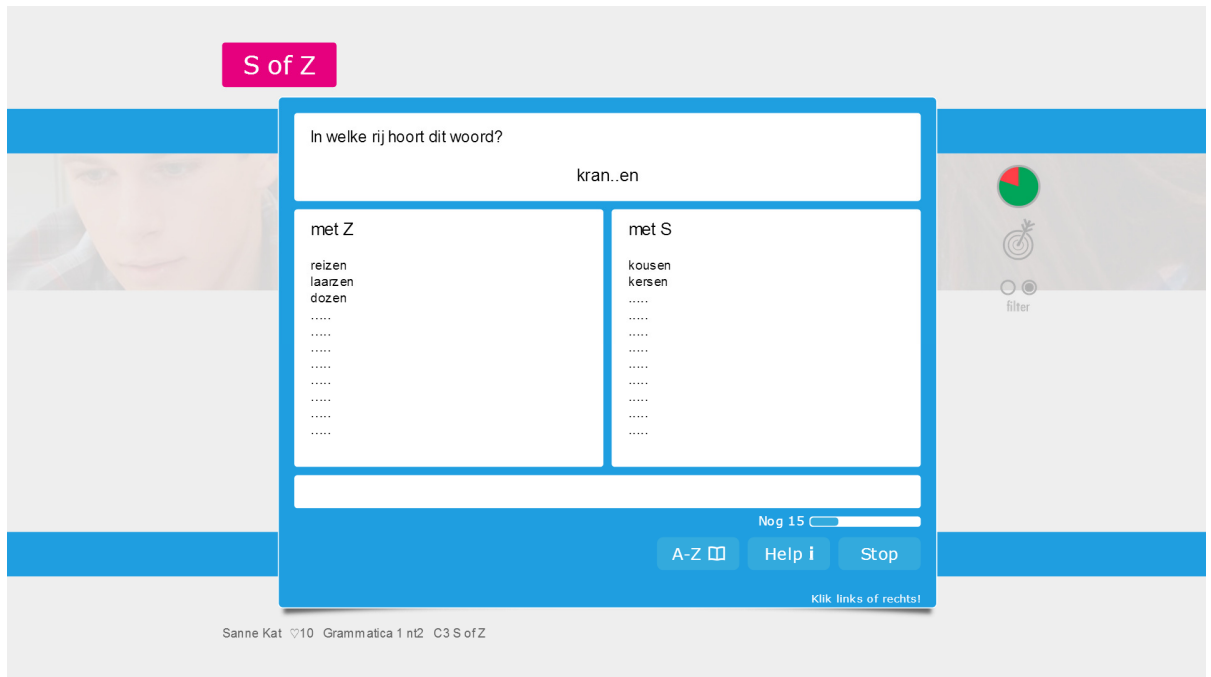 S of Z
In welke rij hoort dit woord?
kran..en
met Z
reizen
laarzen
dozen
.....
.....
.....
.....
.....
.....
.....
.....
met S
kousen
kersen
.....
.....
.....
.....
.....
.....
.....
.....
.....
filter
Nog 15
A-Z Help i Stop
Klik links of rechts!
Sanne Kat ♡10 Grammatica 1 nt2 C3 S of Z